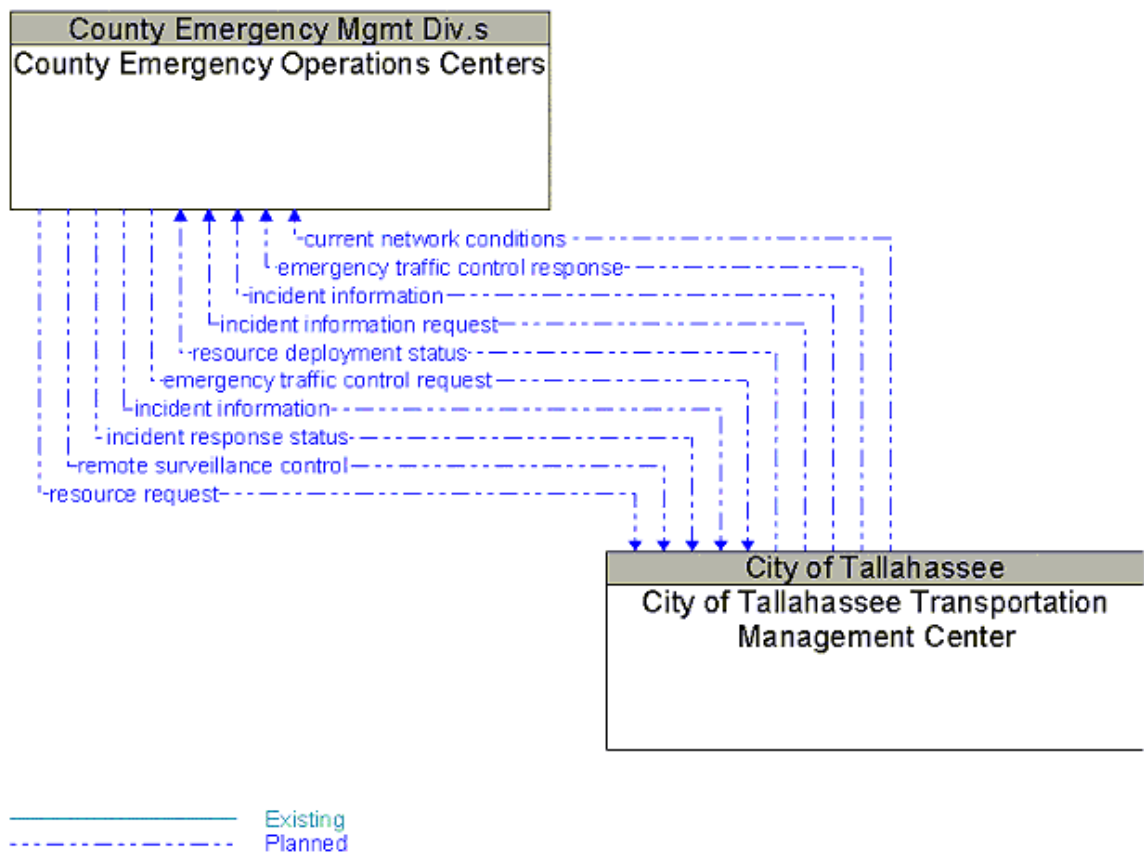 County Emergency Mgmt Div.s
County Emergency Operations Centers
current network conditions
emergency traffic control response
incident information
incident information request
resource deployment status
emergency traffic control request
incident information
incident response status
remote surveillance control
resource request
City of Tallahassee
City of Tallahassee Transportation
Management Center
Existing
Planned